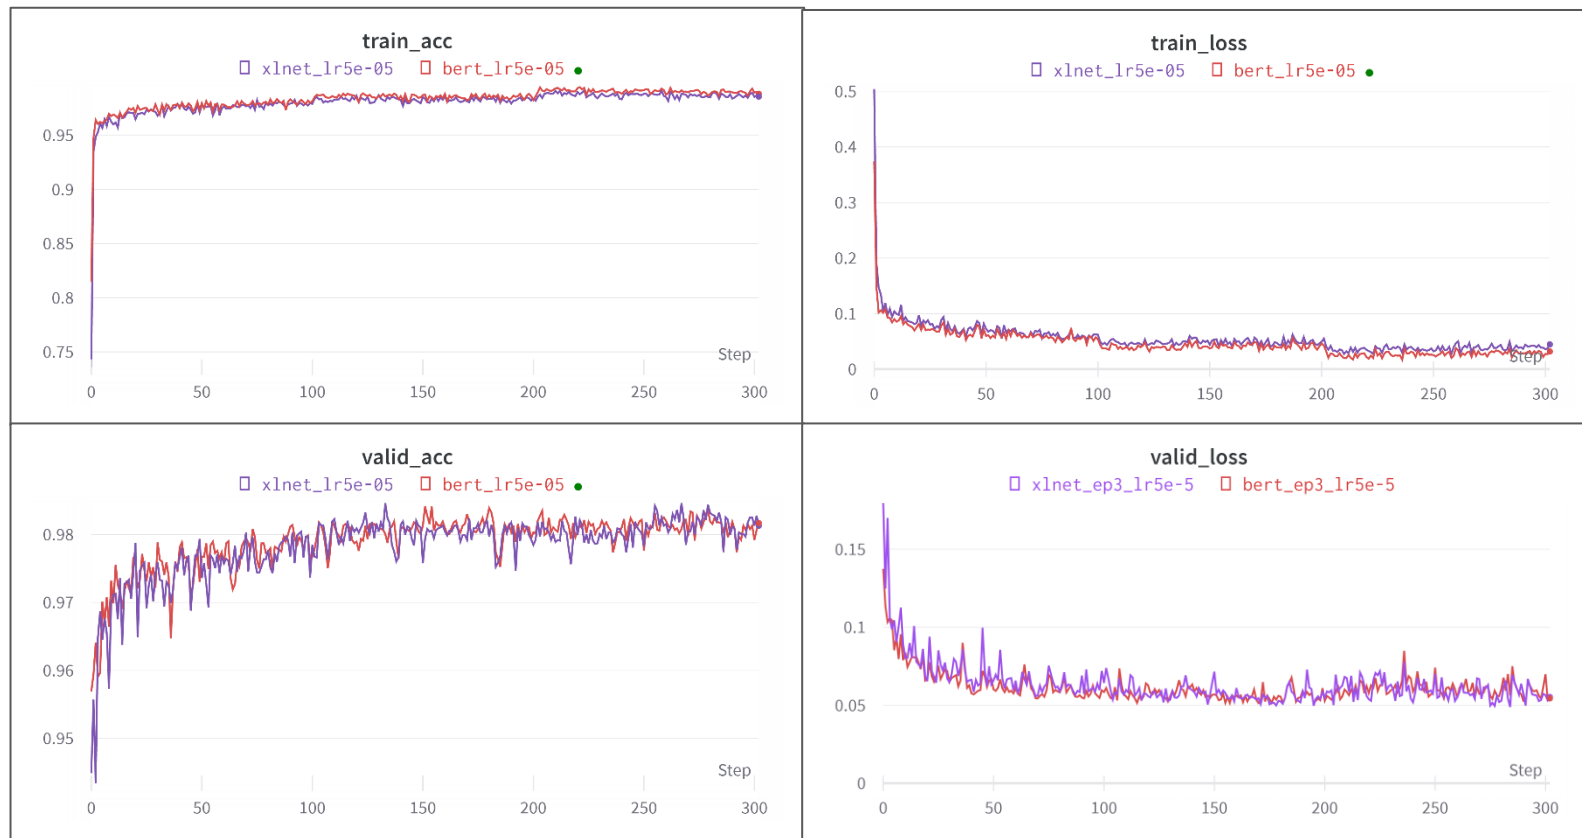 train_acc
xlnet_lr5e-05 bert_lr5e-05
0.95
0.9
0.85
0.8
0.75
Step
0 50 100 150 200 250 300
train_loss
xlnet_lr5e-05 bert_lr5e-05
0.5
0.4
0.3
0.2
0.1
0
Step
0 50 100 150 200 250 300
valid_acc
xlnet_lr5e-05 bert_lr5e-05
0.98
0.97
0.96
0.95
Step
0 50 100 150 200 250 300
valid_loss
xlnet_ep3_lr5e-5 bert_ep3_lr5e-5
0.15
0.1
0.05
0
Step
0 50 100 150 200 250 300